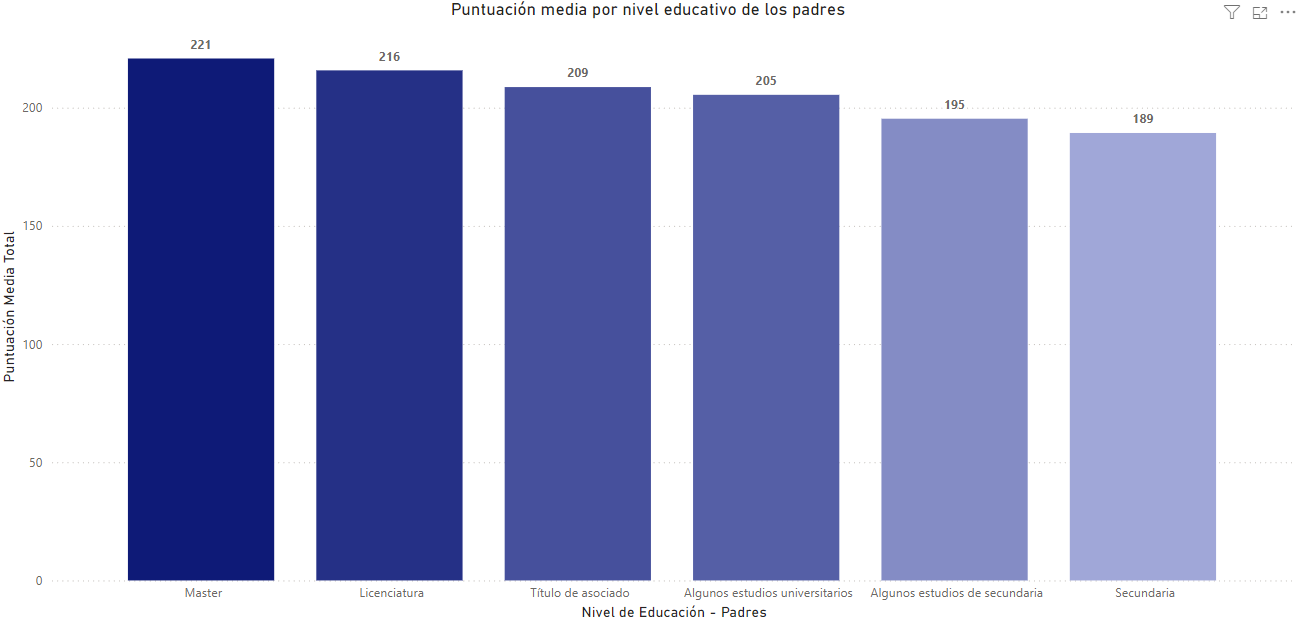 Puntuación media por nivel educativo de los padres
221
216
209
205
195
189
200
150
100
50
0
Puntuación Media Total
Master
Licenciatura
Título de asociado
Algunos estudios universitarios
Algunos estudios de secundaria
Secundaria
Nivel de Educación - Padres